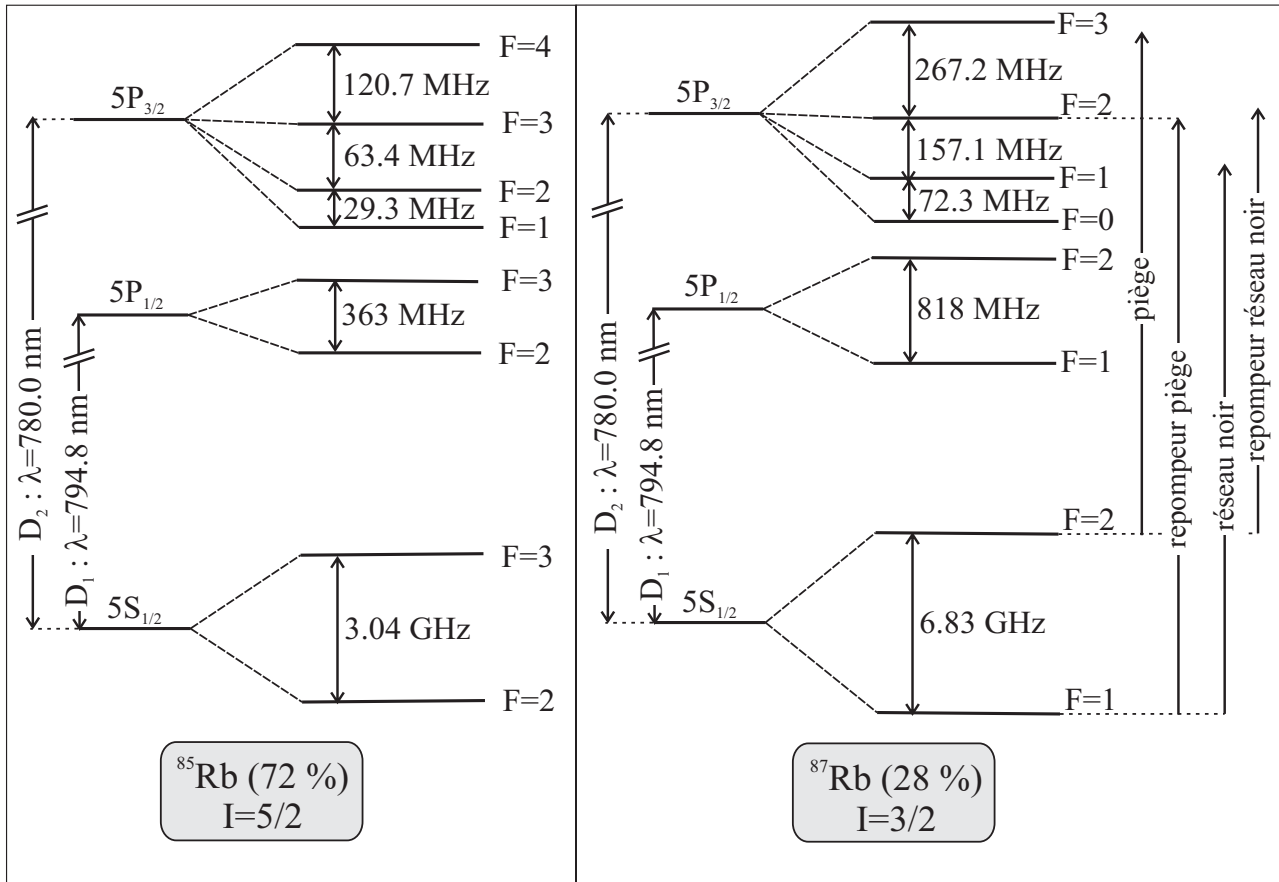 F=4
120.7 MHz
5P3/2
F=3
63.4 MHz
F=2
29.3 MHz
F=1
F=3
5P1/2
363 MHz
F=2
D2 : λ=780.0 nm
D1 : λ=794.8 nm
F=3
5S1/2
3.04 GHz
F=2
85Rb (72 %)
I=5/2
F=3
267.2 MHz
5P3/2
F=2
157.1 MHz
F=1
72.3 MHz
F=0
F=2
5P1/2
818 MHz
F=1
D2 : λ=780.0 nm
D1 : λ=794.8 nm
F=2
5S1/2
6.83 GHz
F=1
87Rb (28 %)
I=3/2
piège
repompeur piège
réseau noir
repompeur réseau noir